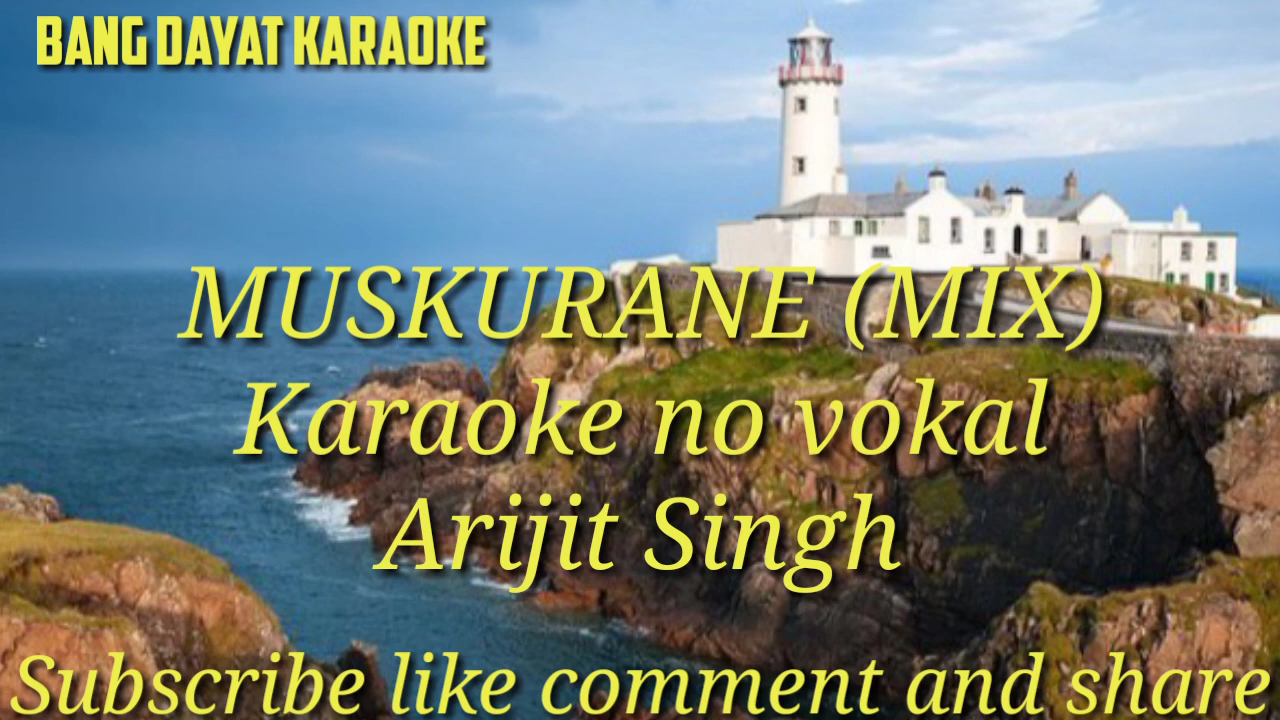 BANG DAYAT KARAOKE
MUSKURANE (MIX)
Karaoke no vokal
Arijit Singh
Subscribe like comment and share